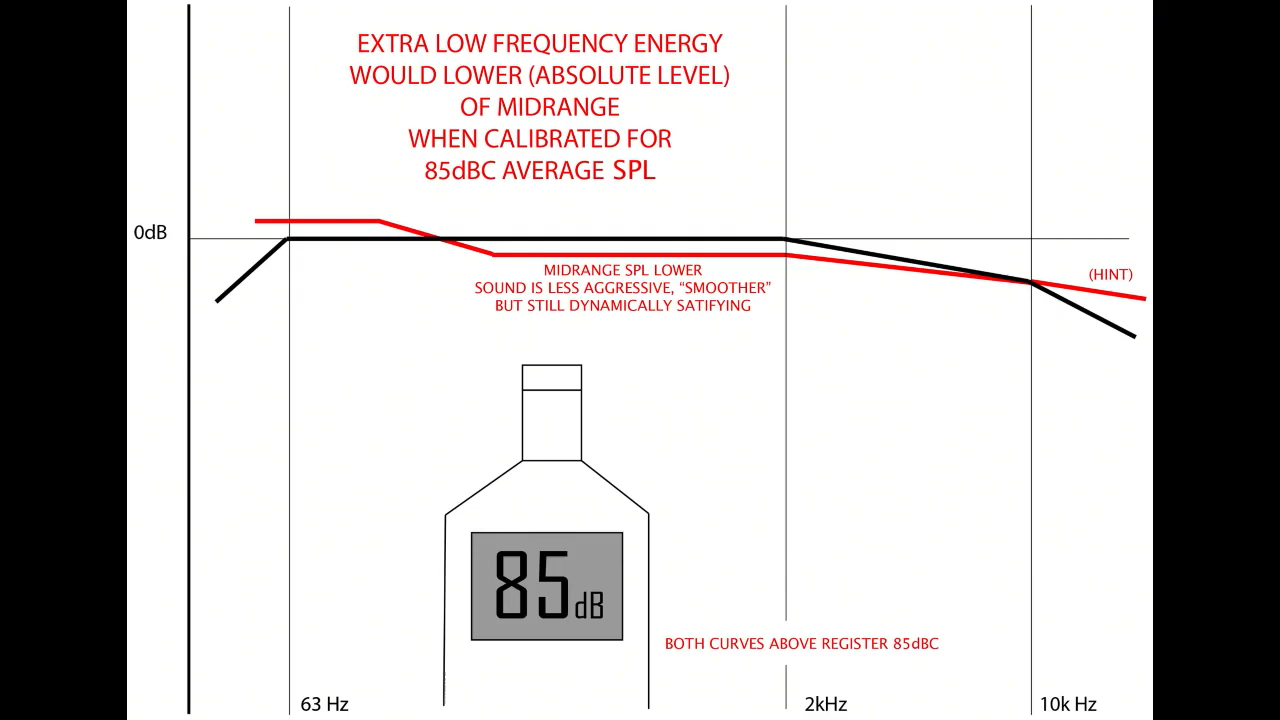 EXTRA LOW FREQUENCY ENERGY
WOULD LOWER (ABSOLUTE LEVEL)
OF MIDRANGE
WHEN CALIBRATED FOR
85dBC AVERAGE SPL
0dB
MIDRANGE SPL LOWER
SOUND IS LESS AGGRESSIVE, “SMOOTHER”
BUT STILL DYNAMICALLY SATIFYING
(HINT)
85dB
BOTH CURVES ABOVE REGISTER 85dBC
63 Hz
2kHz
10k Hz